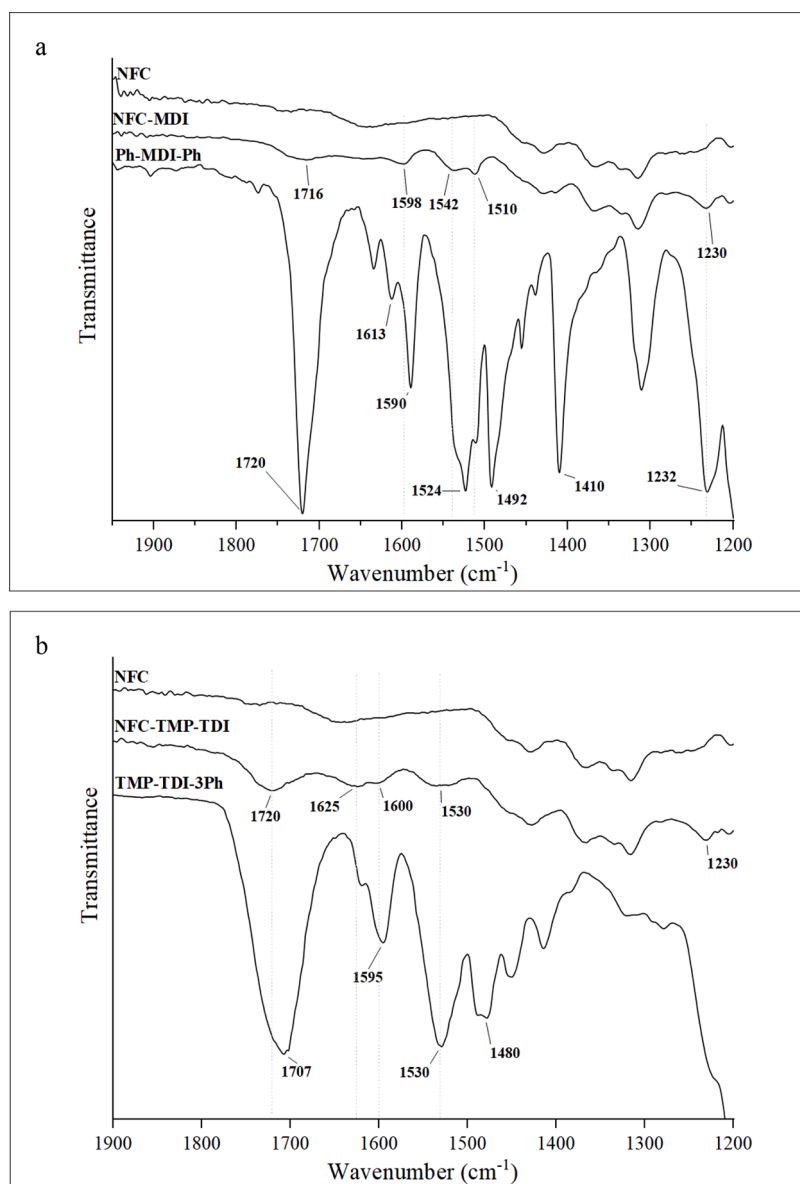 a
NFC
NFC-MDI
Ph-MDI-Ph
1716
1598
1542
1510
1230
1613
1590
1720
1524
1492
1410
1232
Transmittance
1900 1800 1700 1600 1500 1400 1300 1200
Wavenumber (cm⁻¹)
b
NFC
NFC-TMP-TDI
TMP-TDI-3Ph
1720
1625
1600
1530
1230
1595
1707
1530
1480
Transmittance
1900 1800 1700 1600 1500 1400 1300 1200
Wavenumber (cm⁻¹)